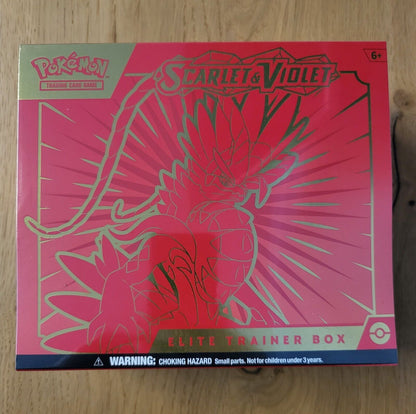 Pokémon
TRADING CARD GAME
SCARLET & VIOLET
6+
ELITE TRAINER BOX
WARNING: CHOKING HAZARD Small parts. Not for children under 3 years.